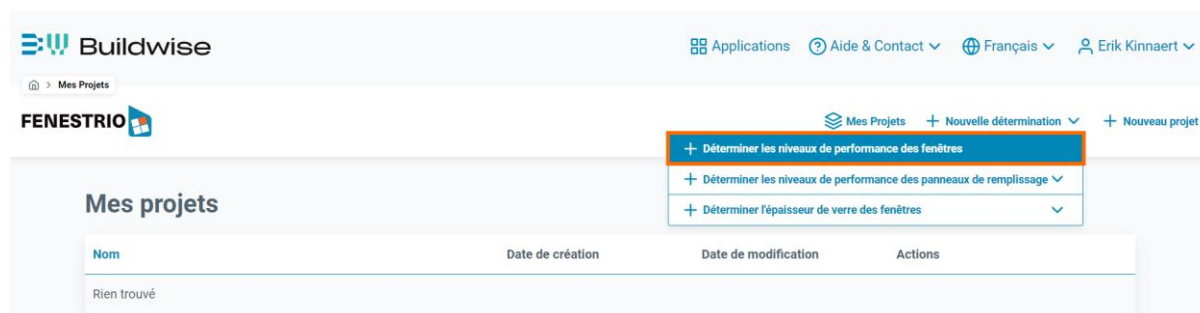 Buildwise
Applications Aide & Contact Français Erik Kinnaert
> Mes Projets
FENESTRIO
Mes Projets + Nouvelle détermination + Nouveau projet
+ Déterminer les niveaux de performance des fenêtres
+ Déterminer les niveaux de performance des panneaux de remplissage
+ Déterminer l'épaisseur de verre des fenêtres
Mes projets
Nom Date de création Date de modification Actions
Rien trouvé